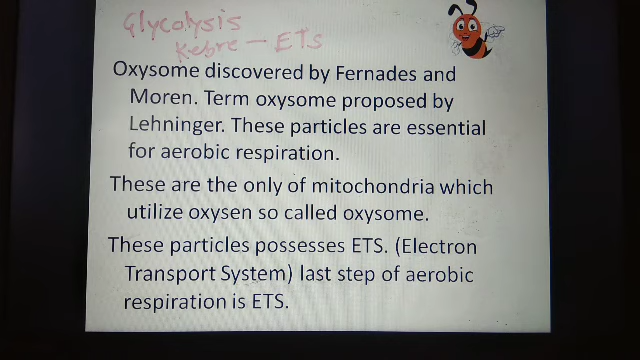 Glycolysis
Kebre - ETS
Oxysome discovered by Fernades and
Moren. Term oxysome proposed by
Lehninger. These particles are essential
for aerobic respiration.
These are the only of mitochondria which
utilize oxysen so called oxysome.
These particles possesses ETS. (Electron
Transport System) last step of aerobic
respiration is ETS.